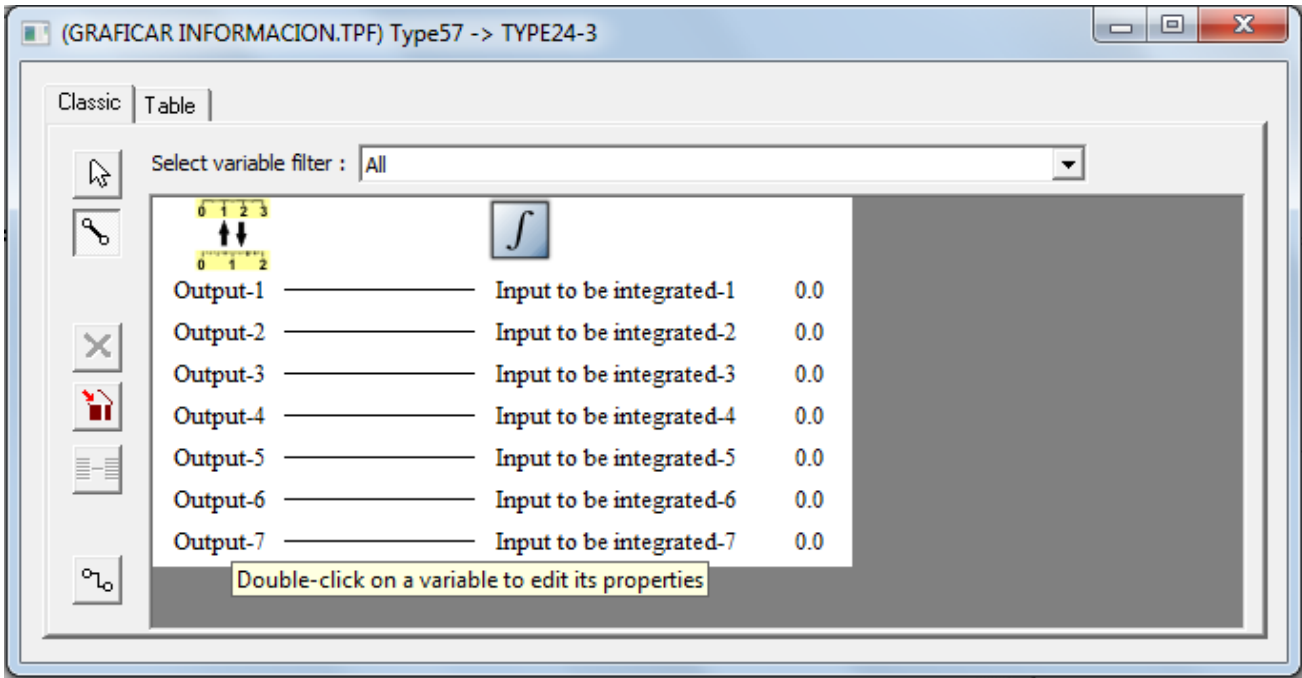 (GRAFICAR INFORMACION.TPF) Type57 -> TYPE24-3
Classic Table
Select variable filter : All
0 1 2 3
0 1 2
∫
Output-1 Input to be integrated-1 0.0
Output-2 Input to be integrated-2 0.0
Output-3 Input to be integrated-3 0.0
Output-4 Input to be integrated-4 0.0
Output-5 Input to be integrated-5 0.0
Output-6 Input to be integrated-6 0.0
Output-7 Input to be integrated-7 0.0
Double-click on a variable to edit its properties